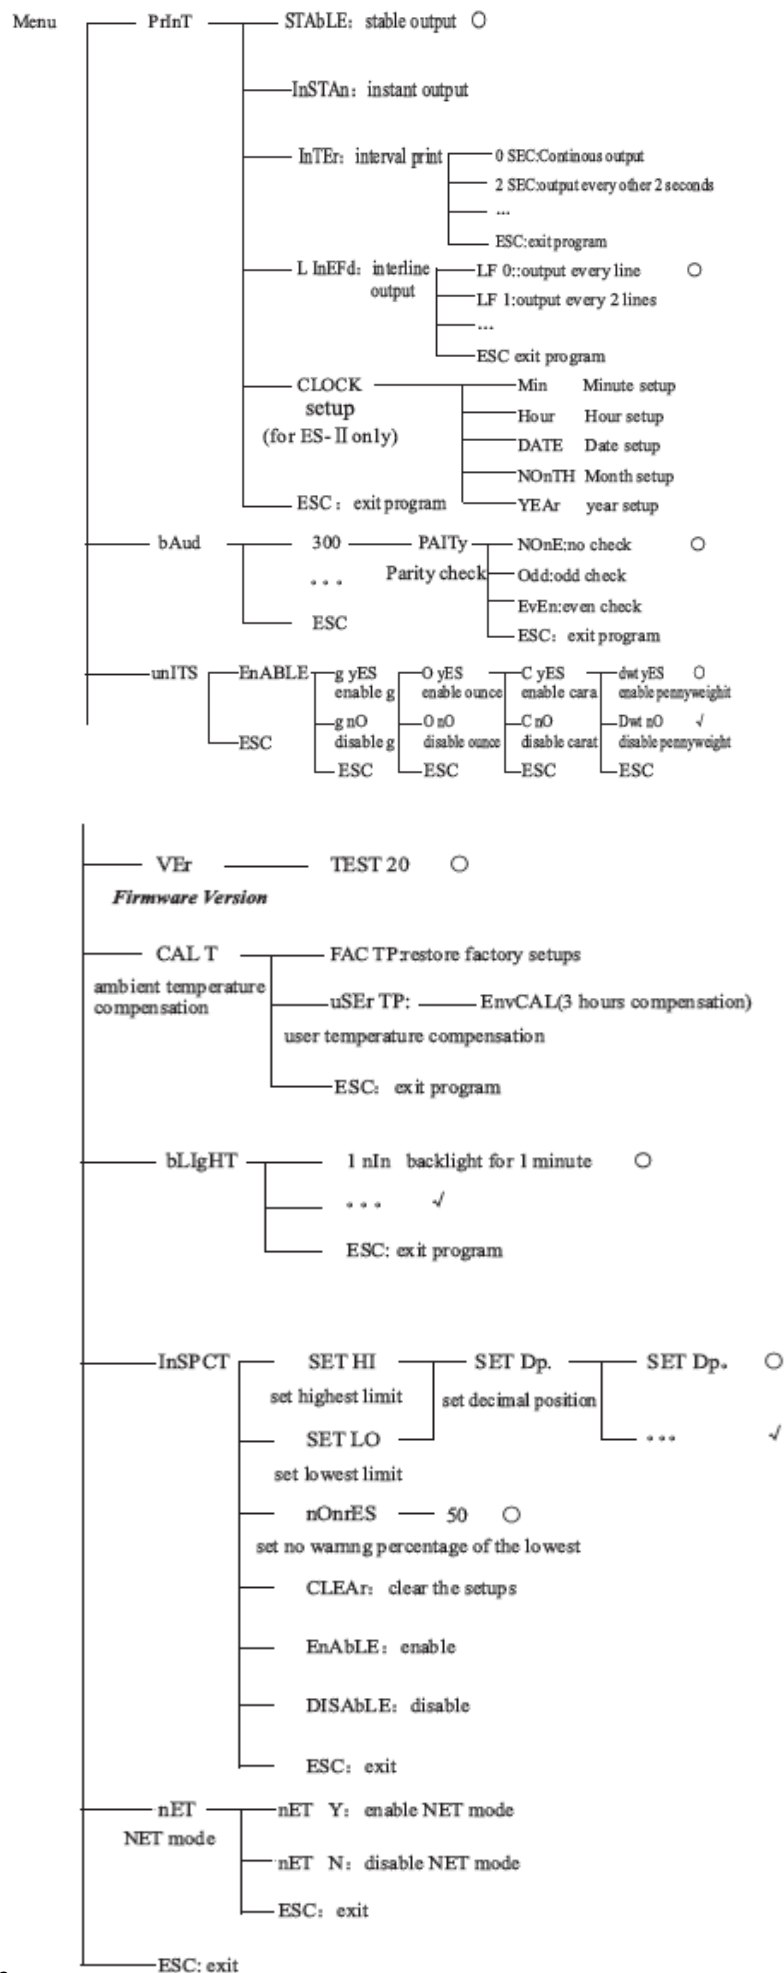 Menu PrInT STAbLE: stable output ○
InSTAn: instant output
InTEr: interval print 0 SEC:Continous output
2 SEC:output every other 2 seconds
...
ESC:exit program
L InEFd: interline LF 0::output every line ○
output LF 1:output every 2 lines
...
ESC exit program
CLOCK Min Minute setup
setup Hour Hour setup
(for ES-Ⅱ only) DATE Date setup
NOnTH Month setup
ESC: exit program YEAr year setup
bAud 300 PAITy NOnE:no check ○
Parity check Odd:odd check
EvEn:even check
ESC ESC: exit program
unITS EnABLE g yES O yES C yES dwt yES ○
enable g enable ounce enable cara enable pennyweighit
g nO O nO C nO Dwt nO √
ESC disable g disable ounce disable carat disable pennyweight
ESC ESC ESC ESC
VEr TEST 20 ○
Firmware Version
CAL T FAC TP:restore factory setups
ambient temperature
compensation uSEr TP: EnvCAL(3 hours compensation)
user temperature compensation
ESC: exit program
bLIgHT 1 nIn backlight for 1 minute ○
∘∘∘ √
ESC: exit program
InSPCT SET HI SET Dp. SET Dp。 ○
set highest limit set decimal position
SET LO ∘∘∘ √
set lowest limit
nOnrES 50 ○
set no warnng percentage of the lowest
CLEAr: clear the setups
EnAbLE: enable
DISAbLE: disable
ESC: exit
nET nET Y: enable NET mode
NET mode
nET N: disable NET mode
ESC: exit
ESC: exit